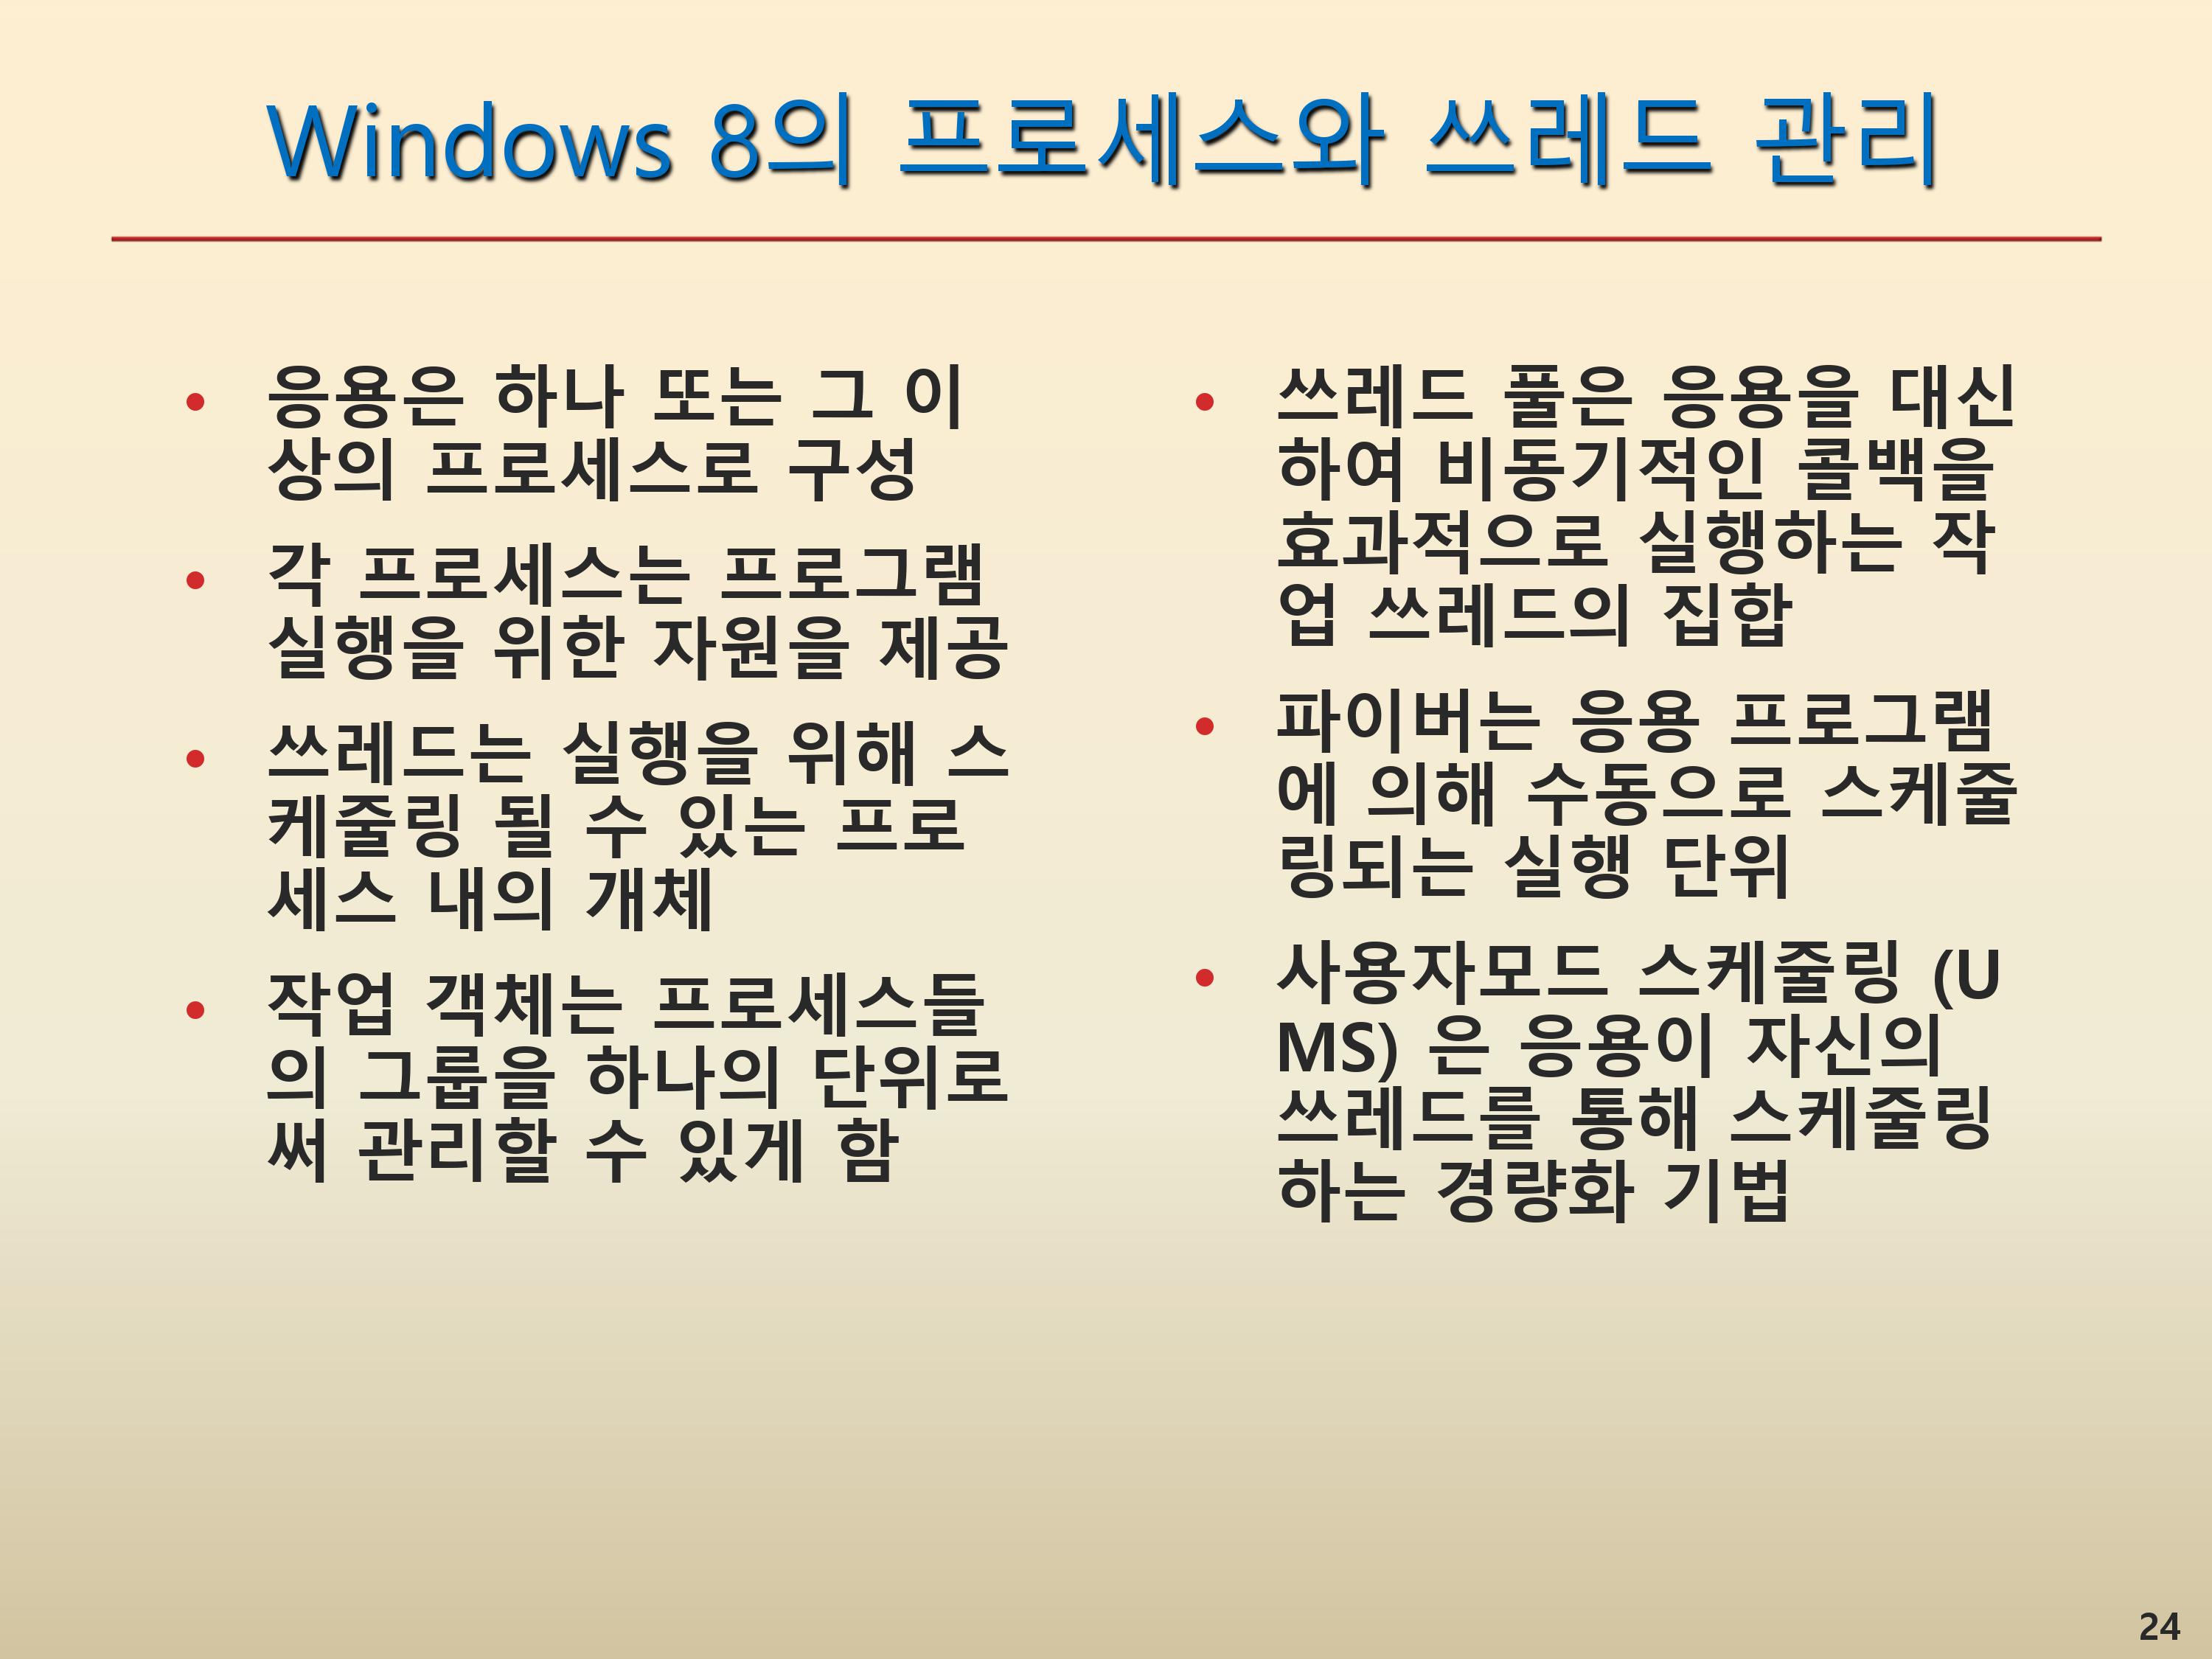 Windows 8의 프로세스와 쓰레드 관리
• 응용은 하나 또는 그 이
상의 프로세스로 구성
• 각 프로세스는 프로그램
실행을 위한 자원을 제공
• 쓰레드는 실행을 위해 스
케줄링 될 수 있는 프로
세스 내의 개체
• 작업 객체는 프로세스들
의 그룹을 하나의 단위로
써 관리할 수 있게 함
• 쓰레드 풀은 응용을 대신
하여 비동기적인 콜백을
효과적으로 실행하는 작
업 쓰레드의 집합
• 파이버는 응용 프로그램
에 의해 수동으로 스케줄
링되는 실행 단위
• 사용자모드 스케줄링 (U
MS) 은 응용이 자신의
쓰레드를 통해 스케줄링
하는 경량화 기법
24